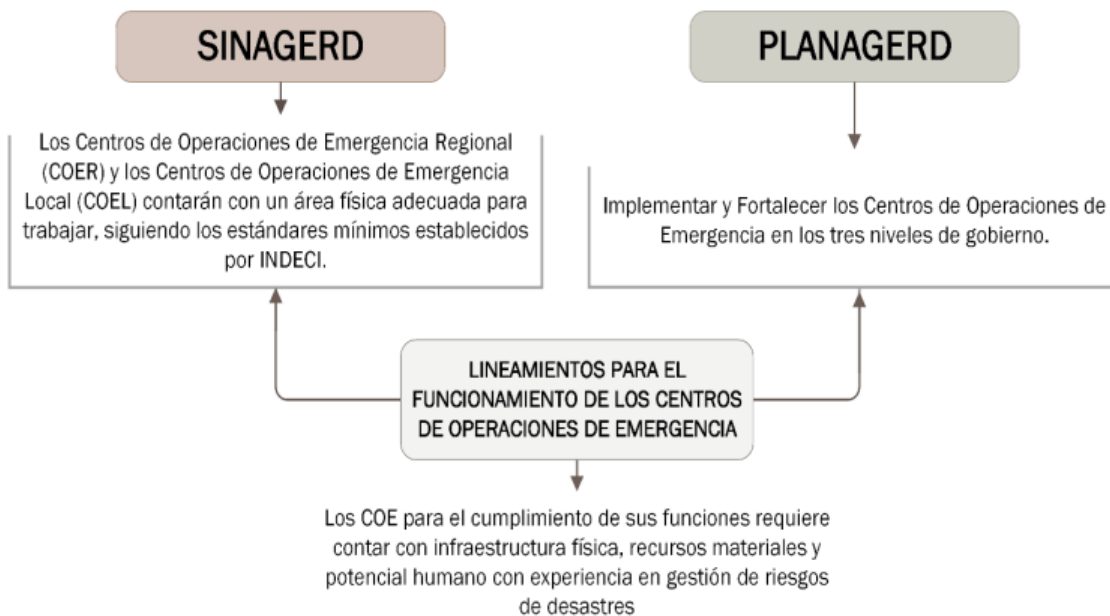 SINAGERD
Los Centros de Operaciones de Emergencia Regional
(COER) y los Centros de Operaciones de Emergencia
Local (COEL) contarán con un área física adecuada para
trabajar, siguiendo los estándares mínimos establecidos
por INDECI.
PLANAGERD
Implementar y Fortalecer los Centros de Operaciones de
Emergencia en los tres niveles de gobierno.
LINEAMIENTOS PARA EL
FUNCIONAMIENTO DE LOS CENTROS
DE OPERACIONES DE EMERGENCIA
Los COE para el cumplimiento de sus funciones requiere
contar con infraestructura física, recursos materiales y
potencial humano con experiencia en gestión de riesgos
de desastres